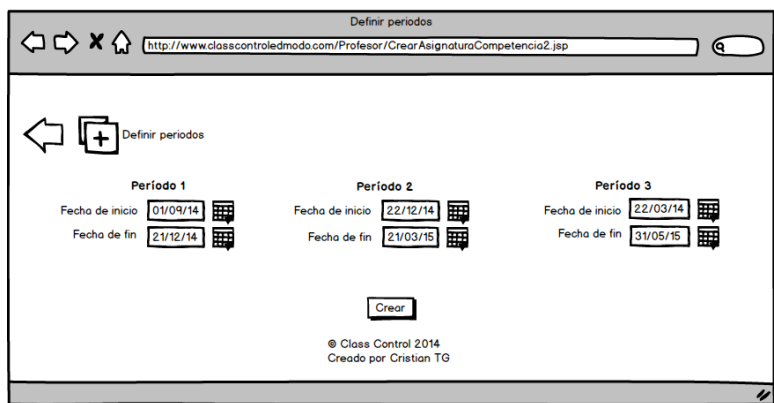 Definir periodos
http://www.classcontroledmodo.com/Profesor/CrearAsignaturaCompetencia2.jsp
Definir periodos
Período 1 Período 2 Período 3
Fecha de inicio 01/09/14 Fecha de inicio 22/12/14 Fecha de inicio 22/03/14
Fecha de fin 21/12/14 Fecha de fin 21/03/15 Fecha de fin 31/05/15
Crear
© Class Control 2014
Creado por Cristian TG